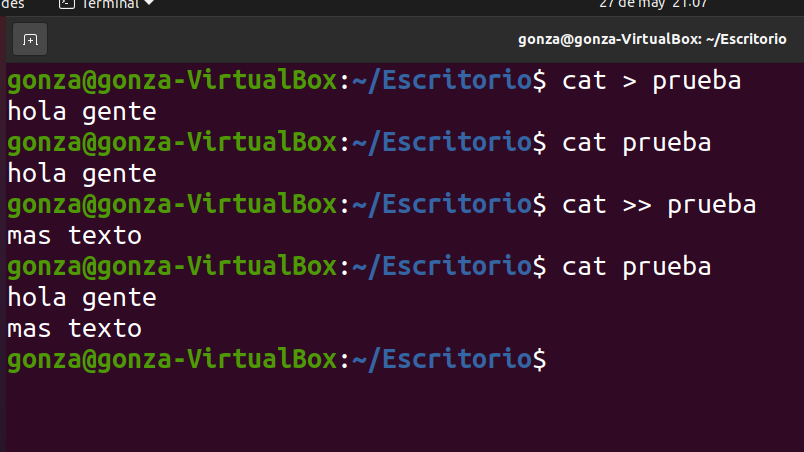 des Terminal 27 de may 21:07
gonza@gonza-VirtualBox: ~/Escritorio
gonza@gonza-VirtualBox:~/Escritorio$ cat > prueba
hola gente
gonza@gonza-VirtualBox:~/Escritorio$ cat prueba
hola gente
gonza@gonza-VirtualBox:~/Escritorio$ cat >> prueba
mas texto
gonza@gonza-VirtualBox:~/Escritorio$ cat prueba
hola gente
mas texto
gonza@gonza-VirtualBox:~/Escritorio$